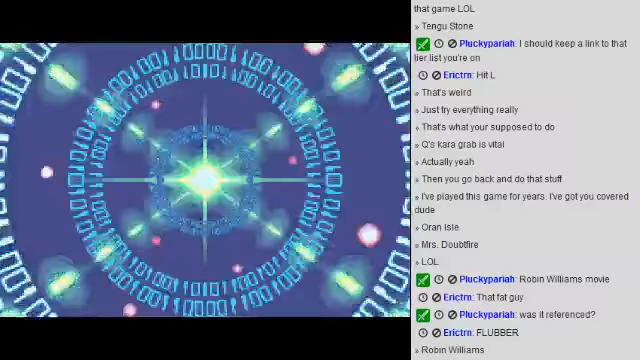 that game LOL
» Tengu Stone
Pluckypariah: I should keep a link to that
tier list you're on
Erictrn: Hit L
» That's weird
» Just try everything really
» That's what your supposed to do
» Q's kara grab is vital
» Actually yeah
» Then you go back and do that stuff
» I've played this game for years. I've got you covered
dude
» Oran Isle
» Mrs. Doubtfire
» LOL
Pluckypariah: Robin Williams movie
Erictrn: That fat guy
Pluckypariah: was it referenced?
Erictrn: FLUBBER
» Robin Williams